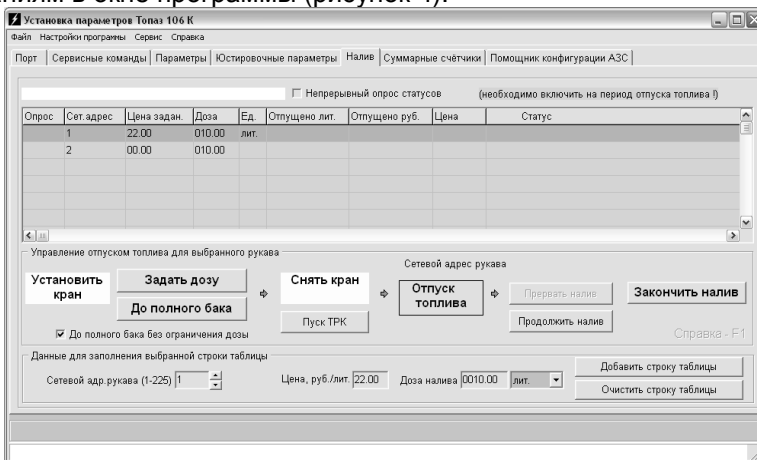 ниям в окне программы (рисунок 4).
Установка параметров Топаз 106 К
Файл Настройки программы Сервис Справка
Порт Сервисные команды Параметры Юстировочные параметры Налив Суммарные счётчики Помощник конфигурации АЗС
Непрерывный опрос статусов (необходимо включить на период отпуска топлива !)
Опрос Сет.адрес Цена задан. Доза Ед. Отпущено лит. Отпущено руб. Цена Статус
1 22.00 010.00 лит.
2 00.00 010.00
Управление отпуском топлива для выбранного рукава
Сетевой адрес рукава
Установить кран
Задать дозу
До полного бака
Снять кран
Пуск ТРК
Отпуск топлива
Прервать налив
Продолжить налив
Закончить налив
До полного бака без ограничения дозы
Справка - F1
Данные для заполнения выбранной строки таблицы
Сетевой адр.рукава (1-225) 1 Цена, руб./лит. 22.00 Доза налива 0010.00 лит.
Добавить строку таблицы
Очистить строку таблицы